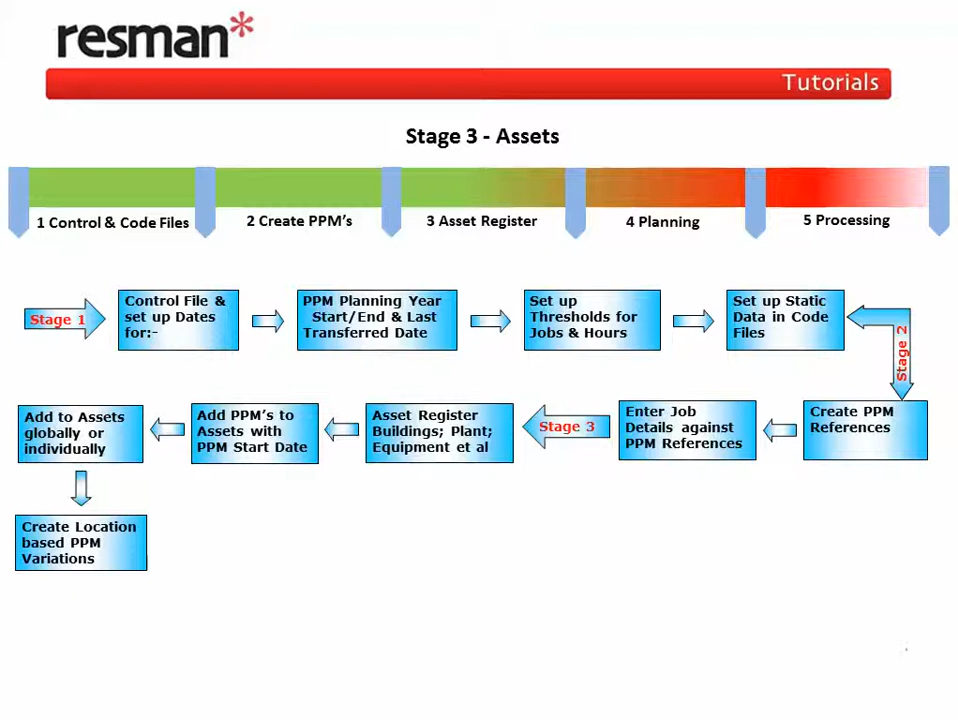 resman*
Tutorials
Stage 3 - Assets
1 Control & Code Files
2 Create PPM's
3 Asset Register
4 Planning
5 Processing
Stage 1
Control File &
set up Dates
for:-
PPM Planning Year
Start/End & Last
Transferred Date
Set up
Thresholds for
Jobs & Hours
Set up Static
Data in Code
Files
Stage 2
Create PPM
References
Enter Job
Details against
PPM References
Stage 3
Asset Register
Buildings; Plant;
Equipment et al
Add PPM's to
Assets with
PPM Start Date
Add to Assets
globally or
individually
Create Location
based PPM
Variations